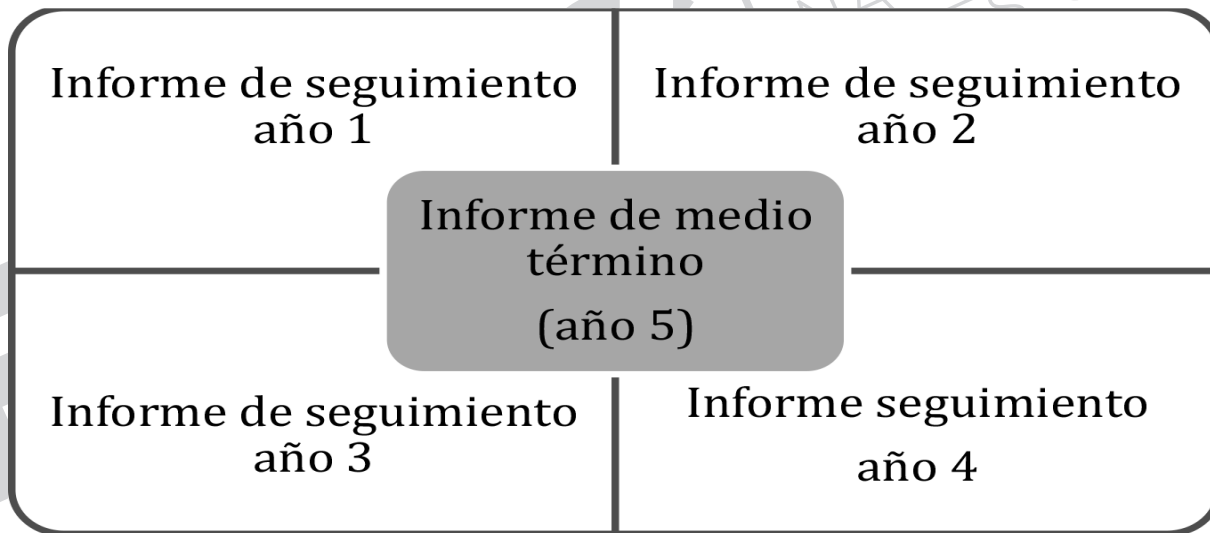 Informe de seguimiento
año 1
Informe de seguimiento
año 2
Informe de medio
término
(año 5)
Informe de seguimiento
año 3
Informe seguimiento
año 4